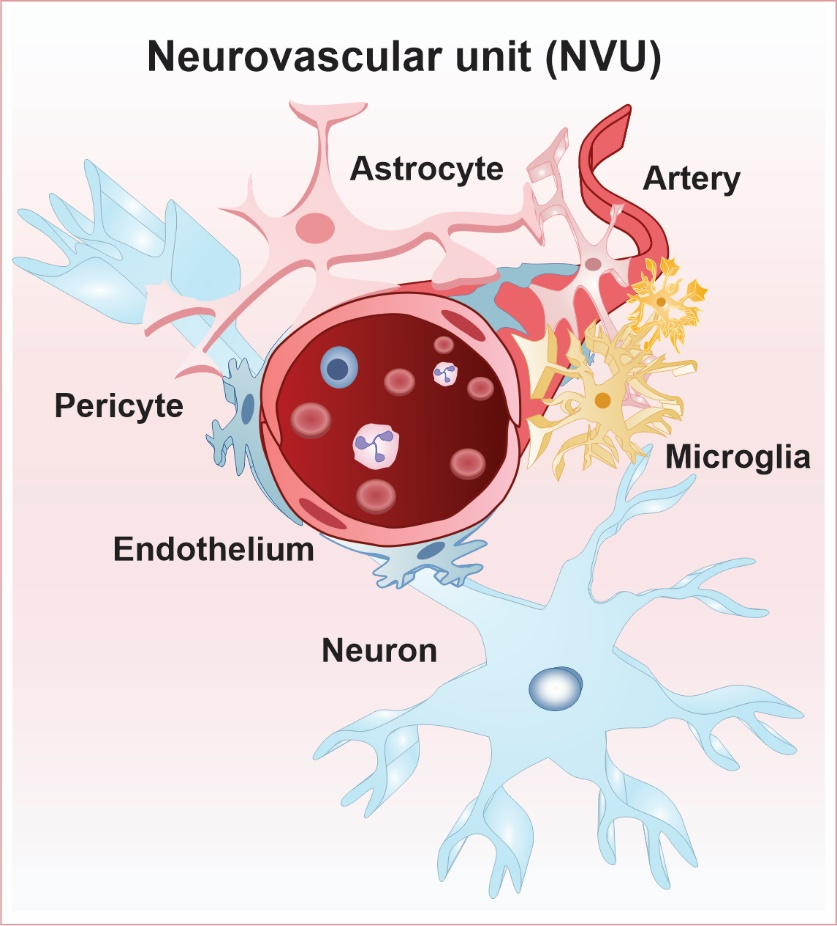 Neurovascular unit (NVU)
Astrocyte
Artery
Pericyte
Microglia
Endothelium
Neuron